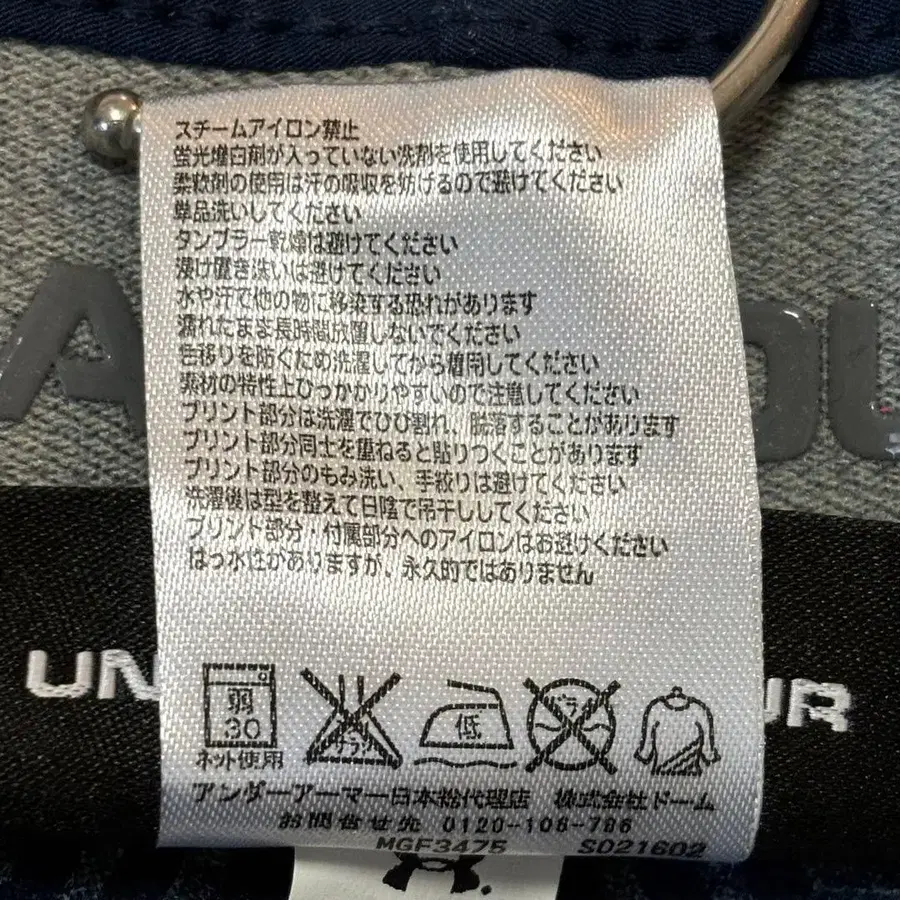 スチームアイロン禁止
蛍光増白剤が入っていない洗剤を使用してください
柔軟剤の使用は汗の吸収を妨げるので避けてください
単品洗いしてください
タンブラー乾燥は避けてください
浸け置き洗いは避けてください
水や汗で他の物に移染する恐れがあります
濡れたまま長時間放置しないでください
色移りを防ぐため洗濯してから着用してください
素材の特性上ひっかかりやすいので注意してください
プリント部分は洗濯でひび割れ、脱落することがあります
プリント部分同士を重ねると貼りつくことがあります
プリント部分のもみ洗い、手絞りは避けてください
洗濯後は型を整えて日陰で吊干ししてください
プリント部分・付属部分へのアイロンはお避けください
はっ水性がありますが、永久的ではありません
弱
30
ネット使用
サラシ
低
ドライ
アンダーアーマー日本総代理店 株式会社ドーム
お問合せ先 0120-106-786
MGF3475 S021602